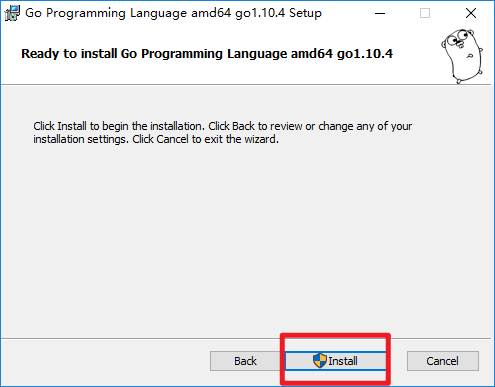 Go Programming Language amd64 go1.10.4 Setup
Ready to install Go Programming Language amd64 go1.10.4
Click Install to begin the installation. Click Back to review or change any of your
installation settings. Click Cancel to exit the wizard.
Back Install Cancel